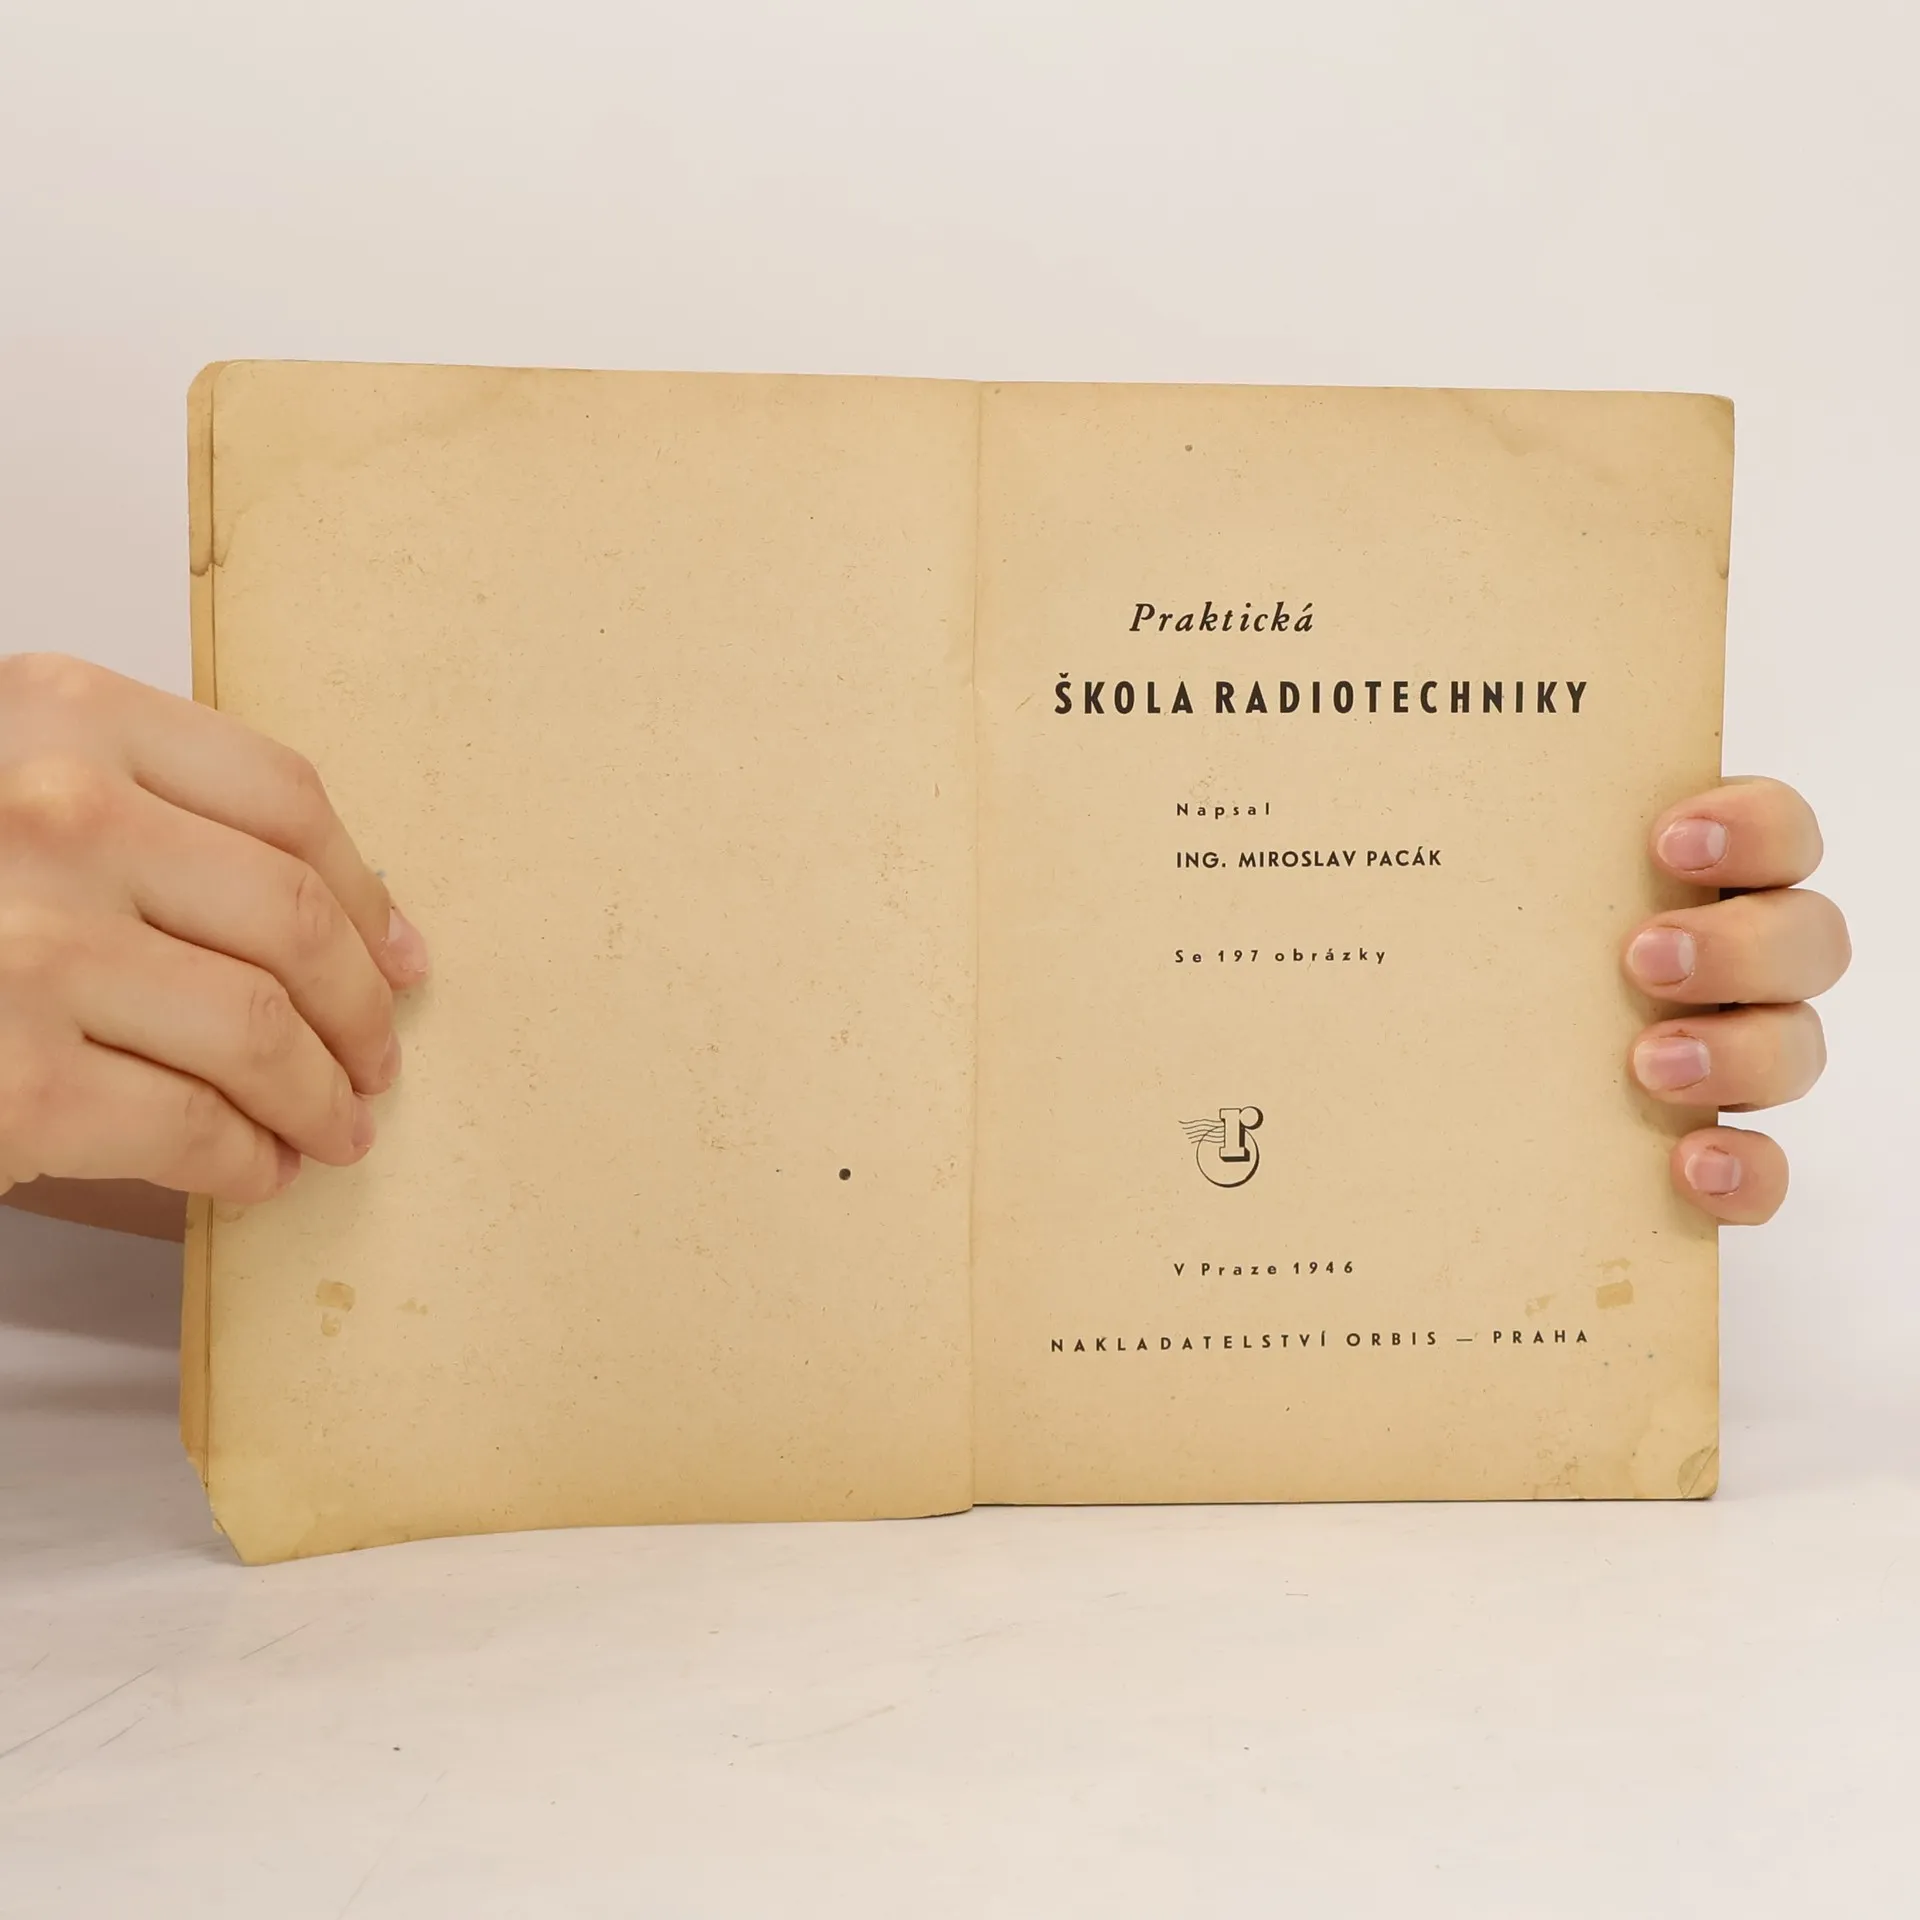 Praktická
ŠKOLA RADIOTECHNIKY
Napsal
ING. MIROSLAV PACÁK
Se 197 obrázky
r
V Praze 1946
NAKLADATELSTVÍ ORBIS — PRAHA